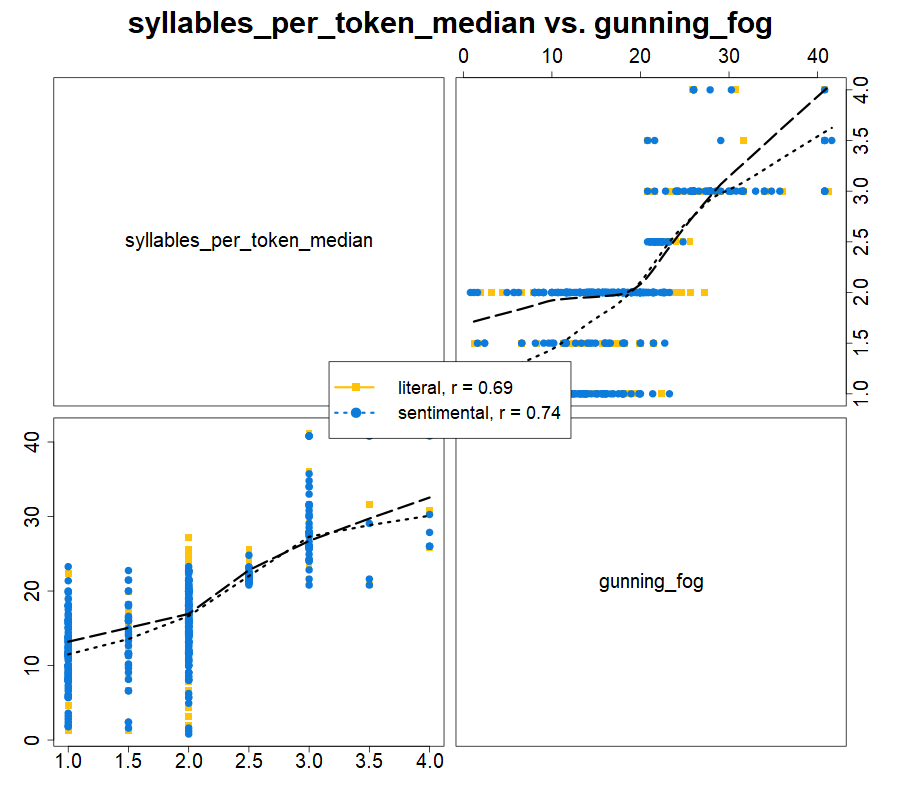 syllables_per_token_median vs. gunning_fog
0 10 20 30 40
syllables_per_token_median
4.0
3.5
3.0
2.5
2.0
1.5
1.0
literal, r = 0.69
sentimental, r = 0.74
40
30
20
10
0
gunning_fog
1.0 1.5 2.0 2.5 3.0 3.5 4.0